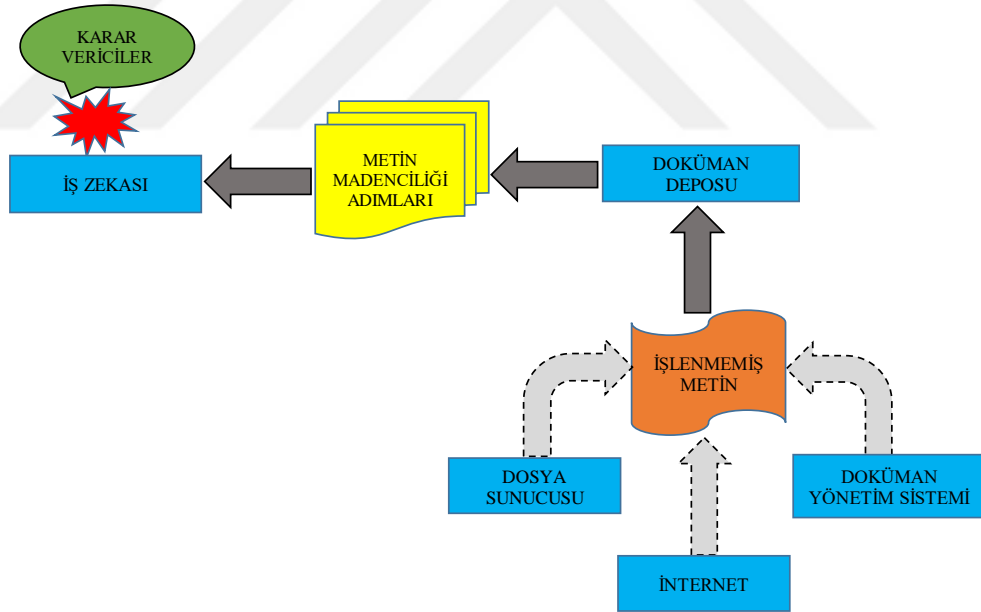 KARAR
VERİCİLER
İŞ ZEKASI
METİN
MADENCİLİĞİ
ADIMLARI
DOKÜMAN
DEPOSU
İŞLENMEMİŞ
METİN
DOSYA
SUNUCUSU
DOKÜMAN
YÖNETİM SİSTEMİ
İNTERNET